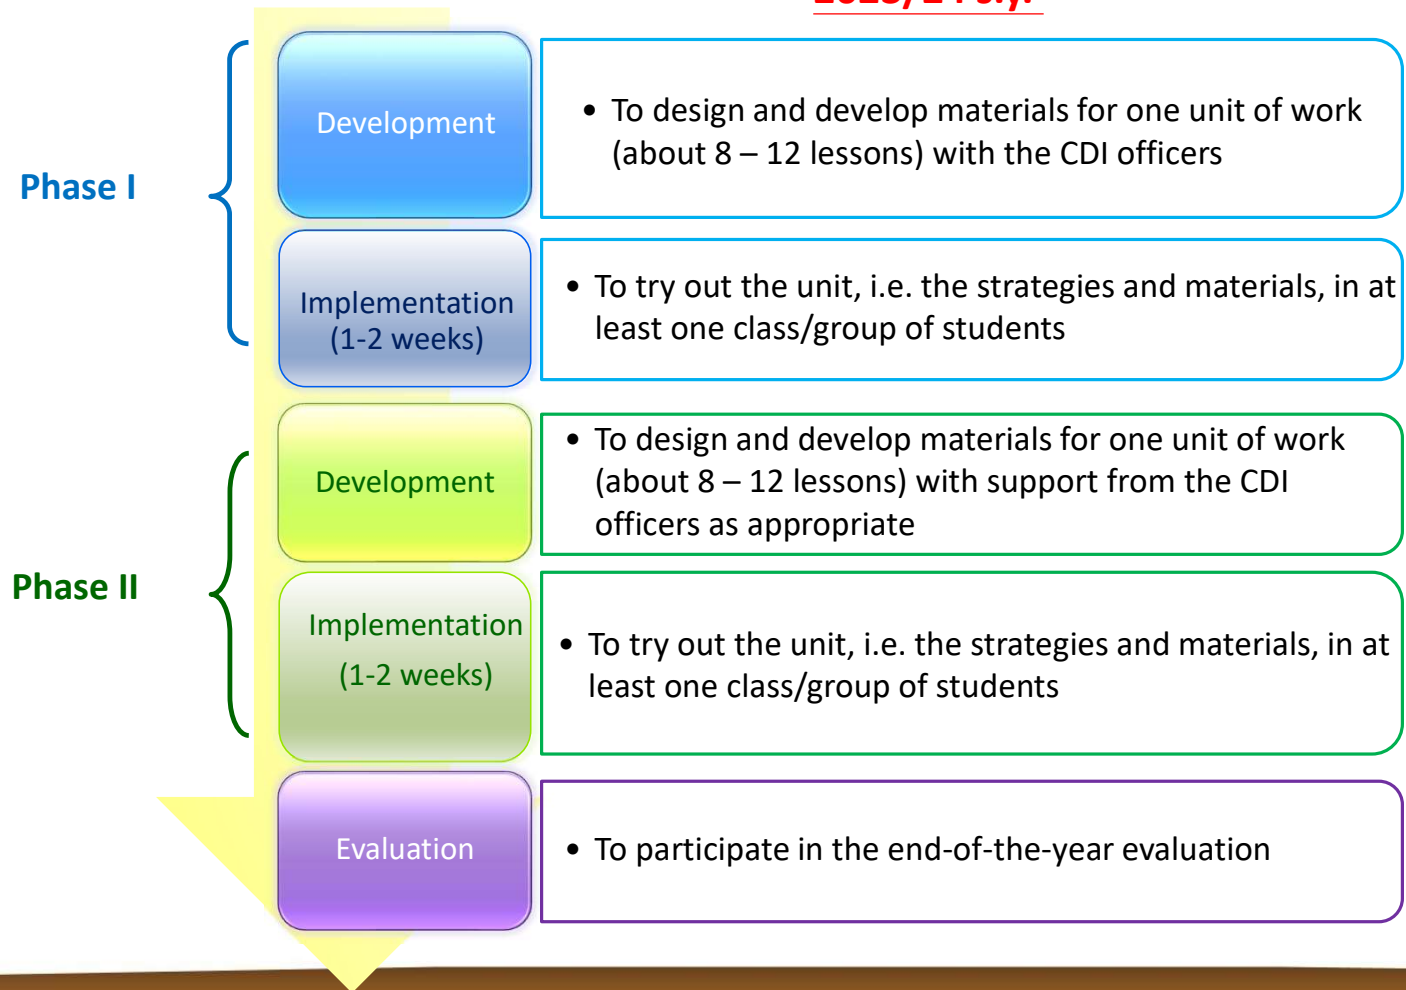 2023/24 s.y.
Phase I
Development
• To design and develop materials for one unit of work
(about 8 – 12 lessons) with the CDI officers
Implementation
(1-2 weeks)
• To try out the unit, i.e. the strategies and materials, in at
least one class/group of students
Phase II
Development
• To design and develop materials for one unit of work
(about 8 – 12 lessons) with support from the CDI
officers as appropriate
Implementation
(1-2 weeks)
• To try out the unit, i.e. the strategies and materials, in at
least one class/group of students
Evaluation
• To participate in the end-of-the-year evaluation